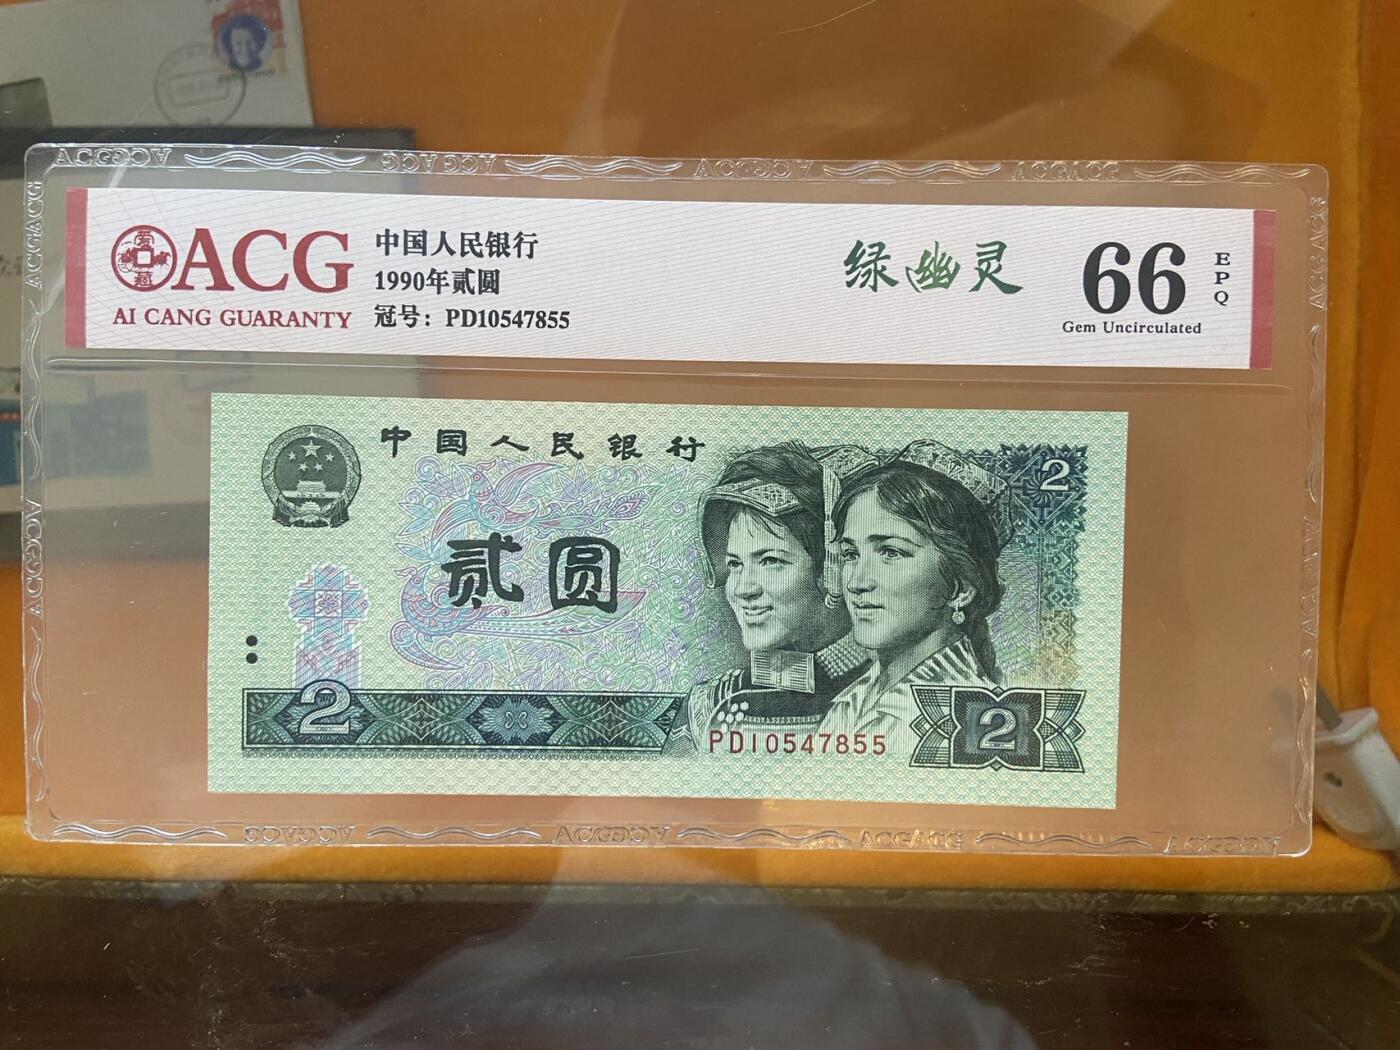 ACG
AI CANG GUARANTY
中国人民银行
1990年贰圆
冠号：PD10547855
绿幽灵
66
EPQ
Gem Uncirculated
中国人民银行
2
贰圆
2
PD10547855
2